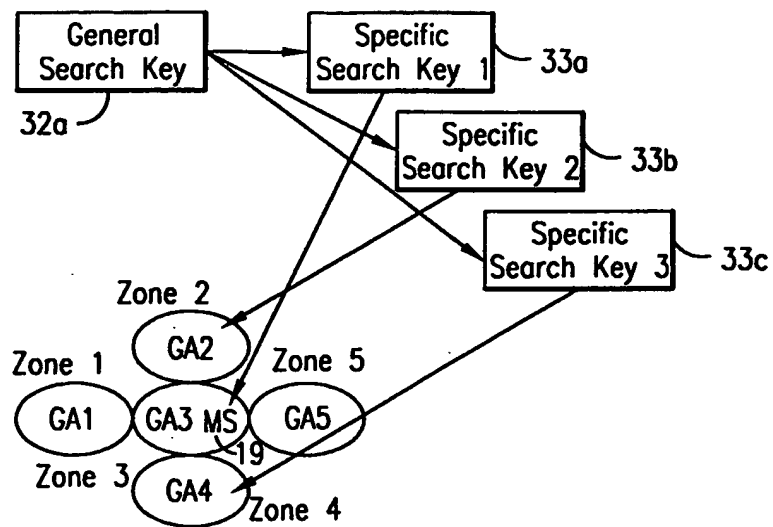 General
Search Key
32a
Specific
Search Key 1
33a
Specific
Search Key 2
33b
Specific
Search Key 3
33c
Zone 2
GA2
Zone 1
GA1
Zone 5
GA3 MS
19
GA5
Zone 3
GA4
Zone 4